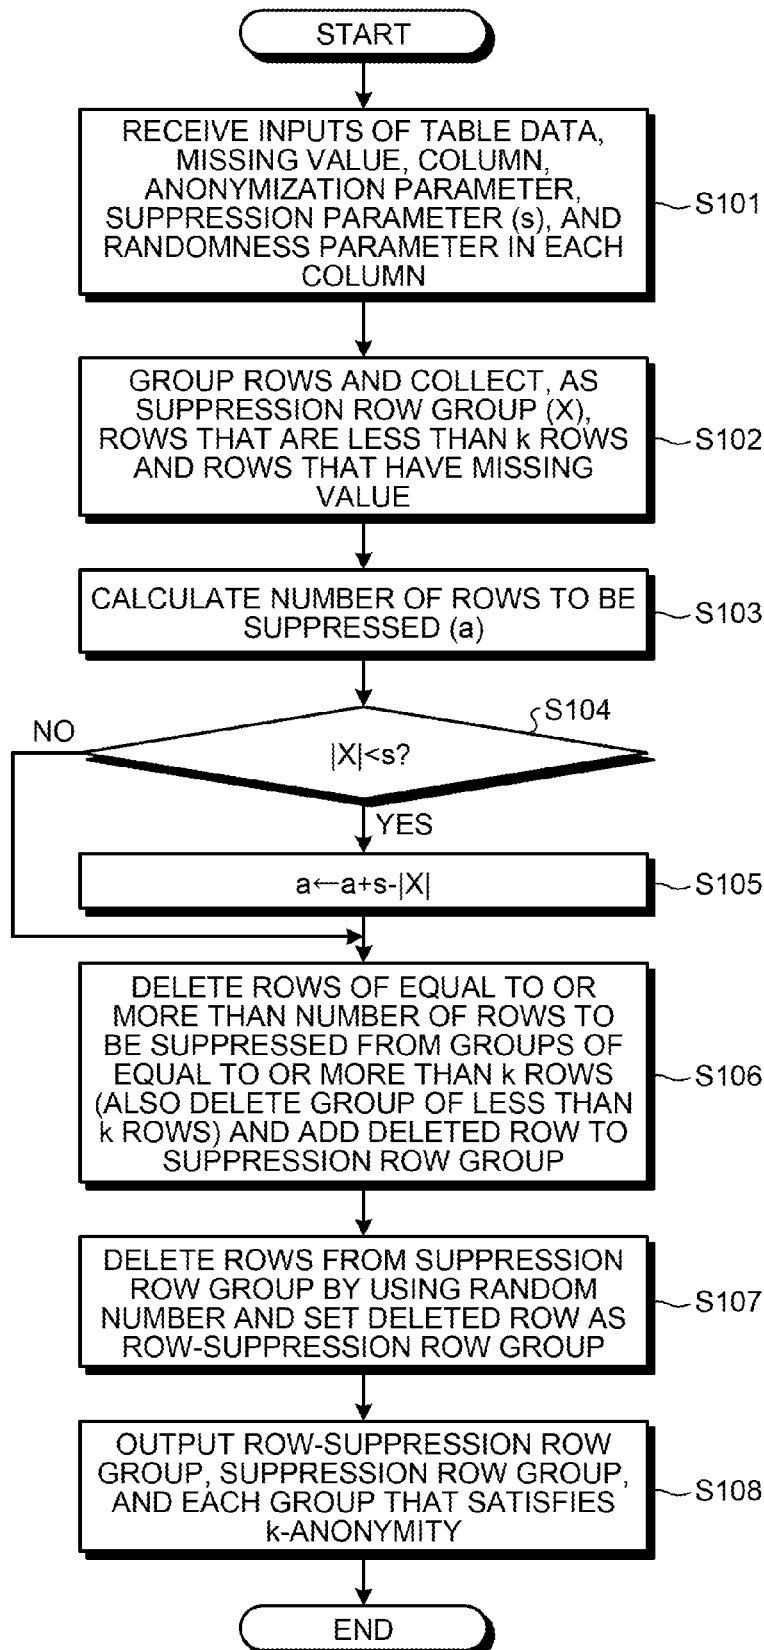 START
RECEIVE INPUTS OF TABLE DATA,
MISSING VALUE, COLUMN,
ANONYMIZATION PARAMETER,
SUPPRESSION PARAMETER (s), AND
RANDOMNESS PARAMETER IN EACH
COLUMN
S101
GROUP ROWS AND COLLECT, AS
SUPPRESSION ROW GROUP (X),
ROWS THAT ARE LESS THAN k ROWS
AND ROWS THAT HAVE MISSING
VALUE
S102
CALCULATE NUMBER OF ROWS TO BE
SUPPRESSED (a)
S103
S104
NO
|X|<s?
YES
a←a+s-|X|
S105
DELETE ROWS OF EQUAL TO OR
MORE THAN NUMBER OF ROWS TO
BE SUPPRESSED FROM GROUPS OF
EQUAL TO OR MORE THAN k ROWS
(ALSO DELETE GROUP OF LESS THAN
k ROWS) AND ADD DELETED ROW TO
SUPPRESSION ROW GROUP
S106
DELETE ROWS FROM SUPPRESSION
ROW GROUP BY USING RANDOM
NUMBER AND SET DELETED ROW AS
ROW-SUPPRESSION ROW GROUP
S107
OUTPUT ROW-SUPPRESSION ROW
GROUP, SUPPRESSION ROW GROUP,
AND EACH GROUP THAT SATISFIES
k-ANONYMITY
S108
END